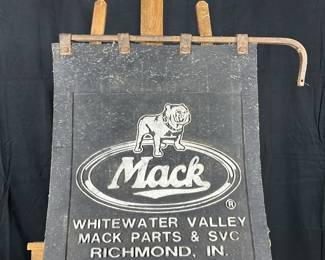 Mack
®
WHITEWATER VALLEY
MACK PARTS & SVC
RICHMOND, IN.